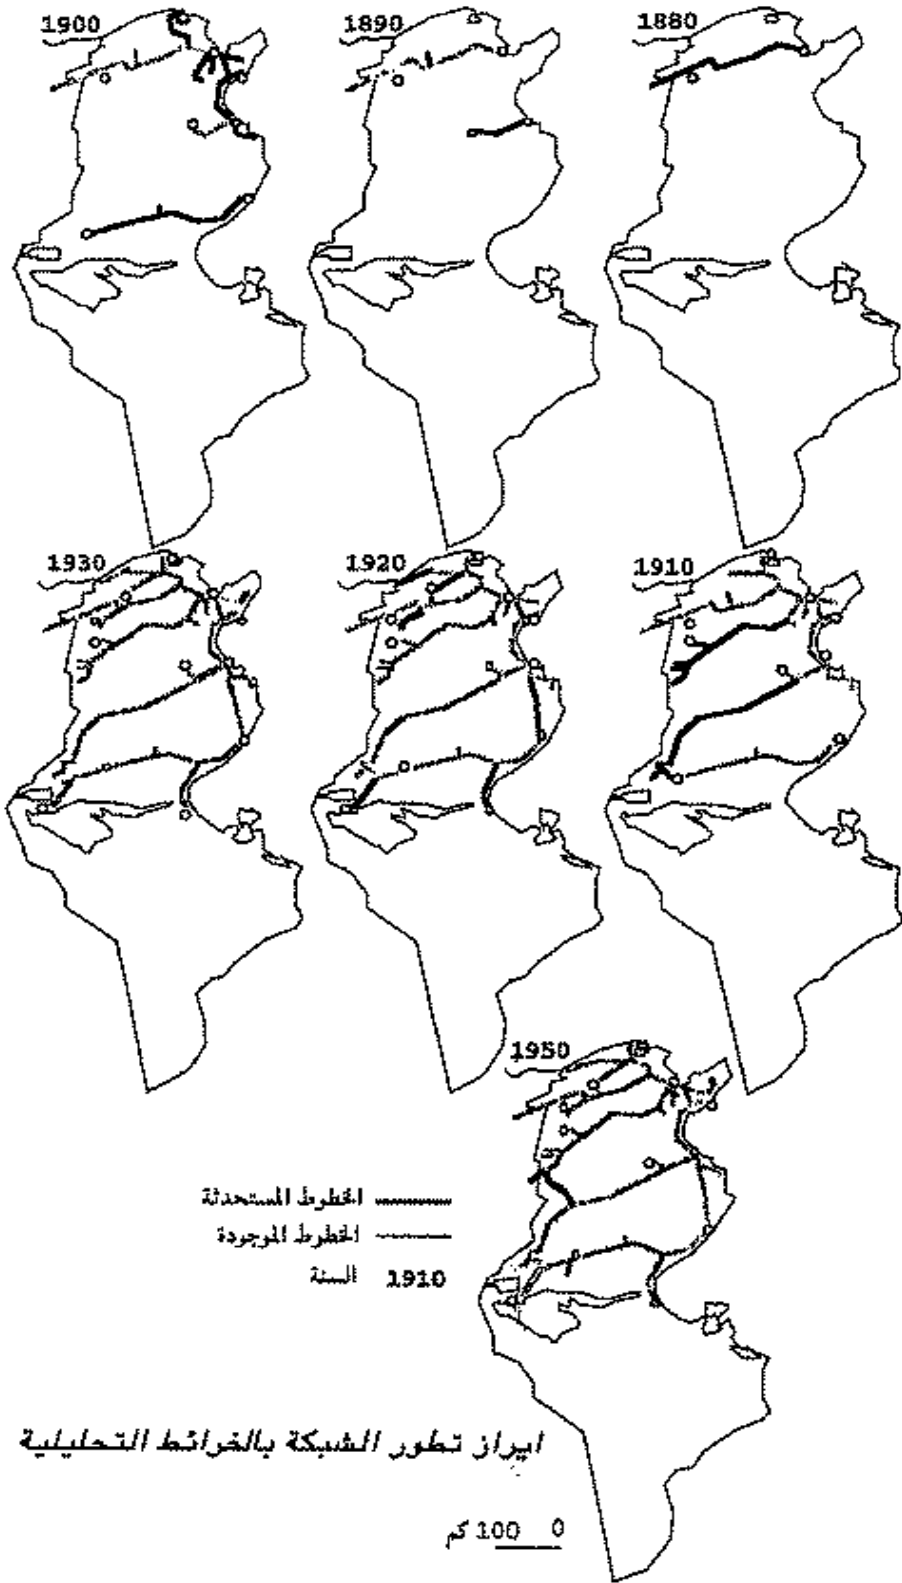 1880
1890
1900
1910
1920
1930
1950
الخطوط المستحدثة
الخطوط الموجودة
1910 السنة
ابراز تطور الشبكة بالخرائط التحليلية
0 100 كم